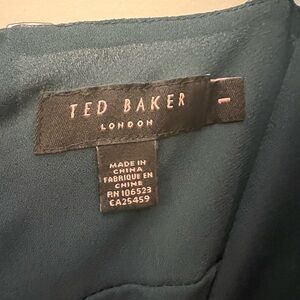 TED BAKER
LONDON
1
MADE IN
CHINA
FABRIQUE EN
CHINE
RN 106523
CA25459